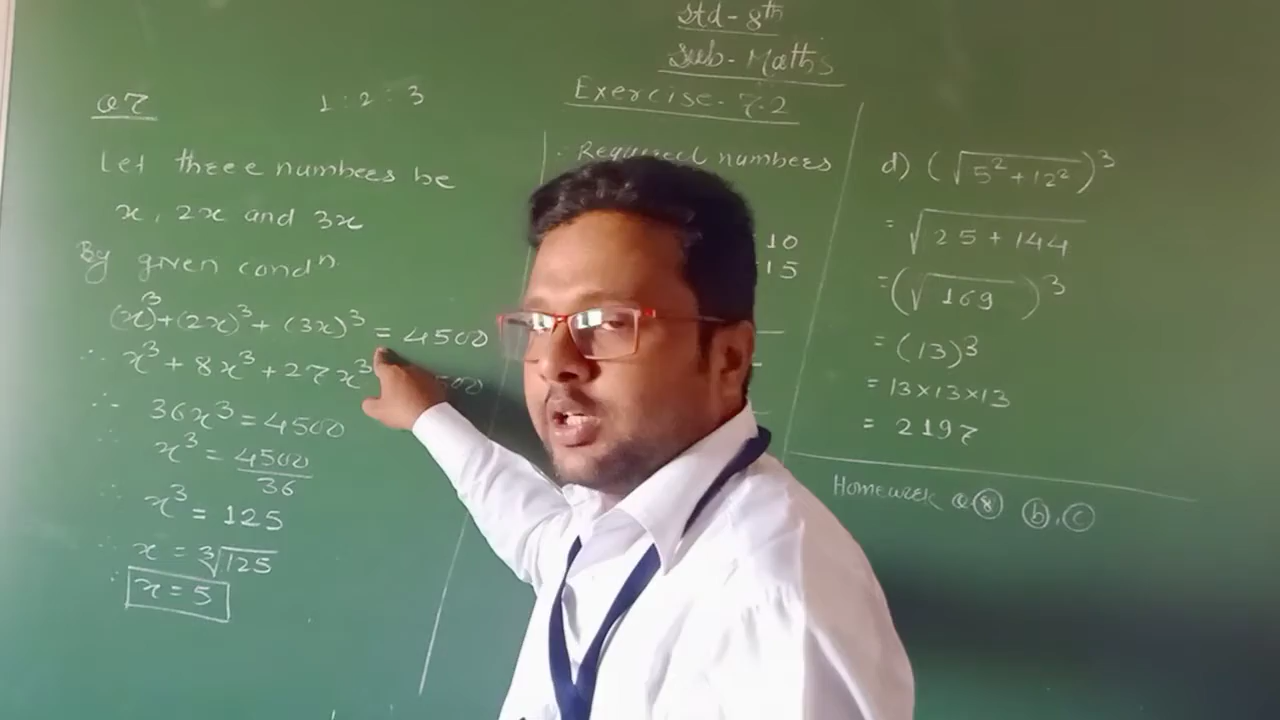 Std-8th
Sub-Maths
Exercise-7.2
Q7 1:2:3
Let three numbers be
x, 2x and 3x
By given condⁿ.
(x)³+(2x)³+(3x)³ = 4500
∴ x³+8x³+27x³ 500
∴ 36x³=4500
∴ x³ = 4500/36
∴ x³ = 125
∴ x = ∛125
∴ x=5
∴ Required numbers
10
15
d) (√5²+12²)³
= √25+144
=(√169)³
= (13)³
= 13×13×13
= 2197
Homework Q 8 b, c